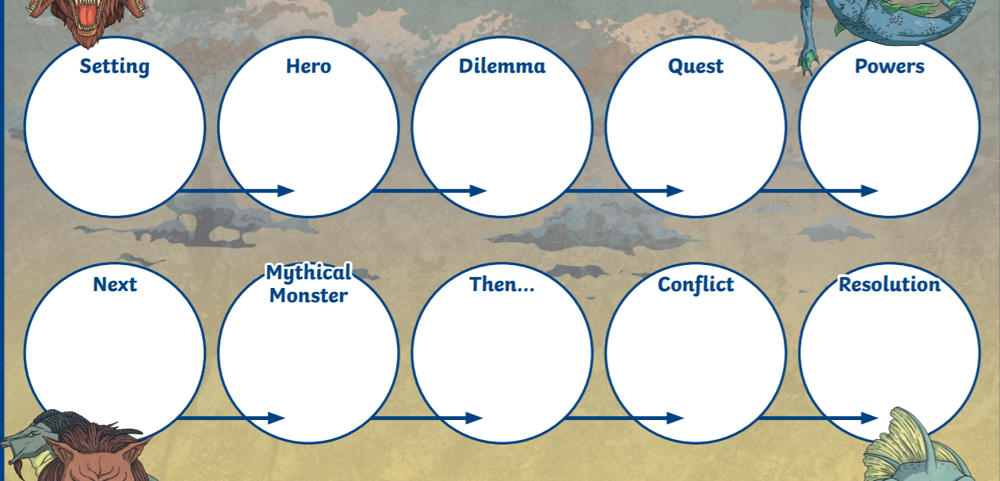 Setting
Hero
Dilemma
Quest
Powers
Next
Mythical
Monster
Then...
Conflict
Resolution